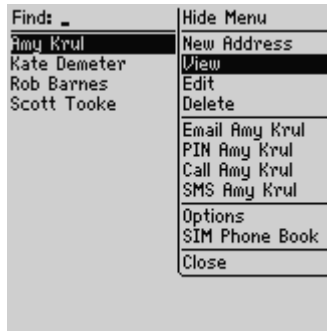 Find: _
Amy Krul
Kate Demeter
Rob Barnes
Scott Tooke
Hide Menu
New Address
View
Edit
Delete
Email Amy Krul
PIN Amy Krul
Call Amy Krul
SMS Amy Krul
Options
SIM Phone Book
Close